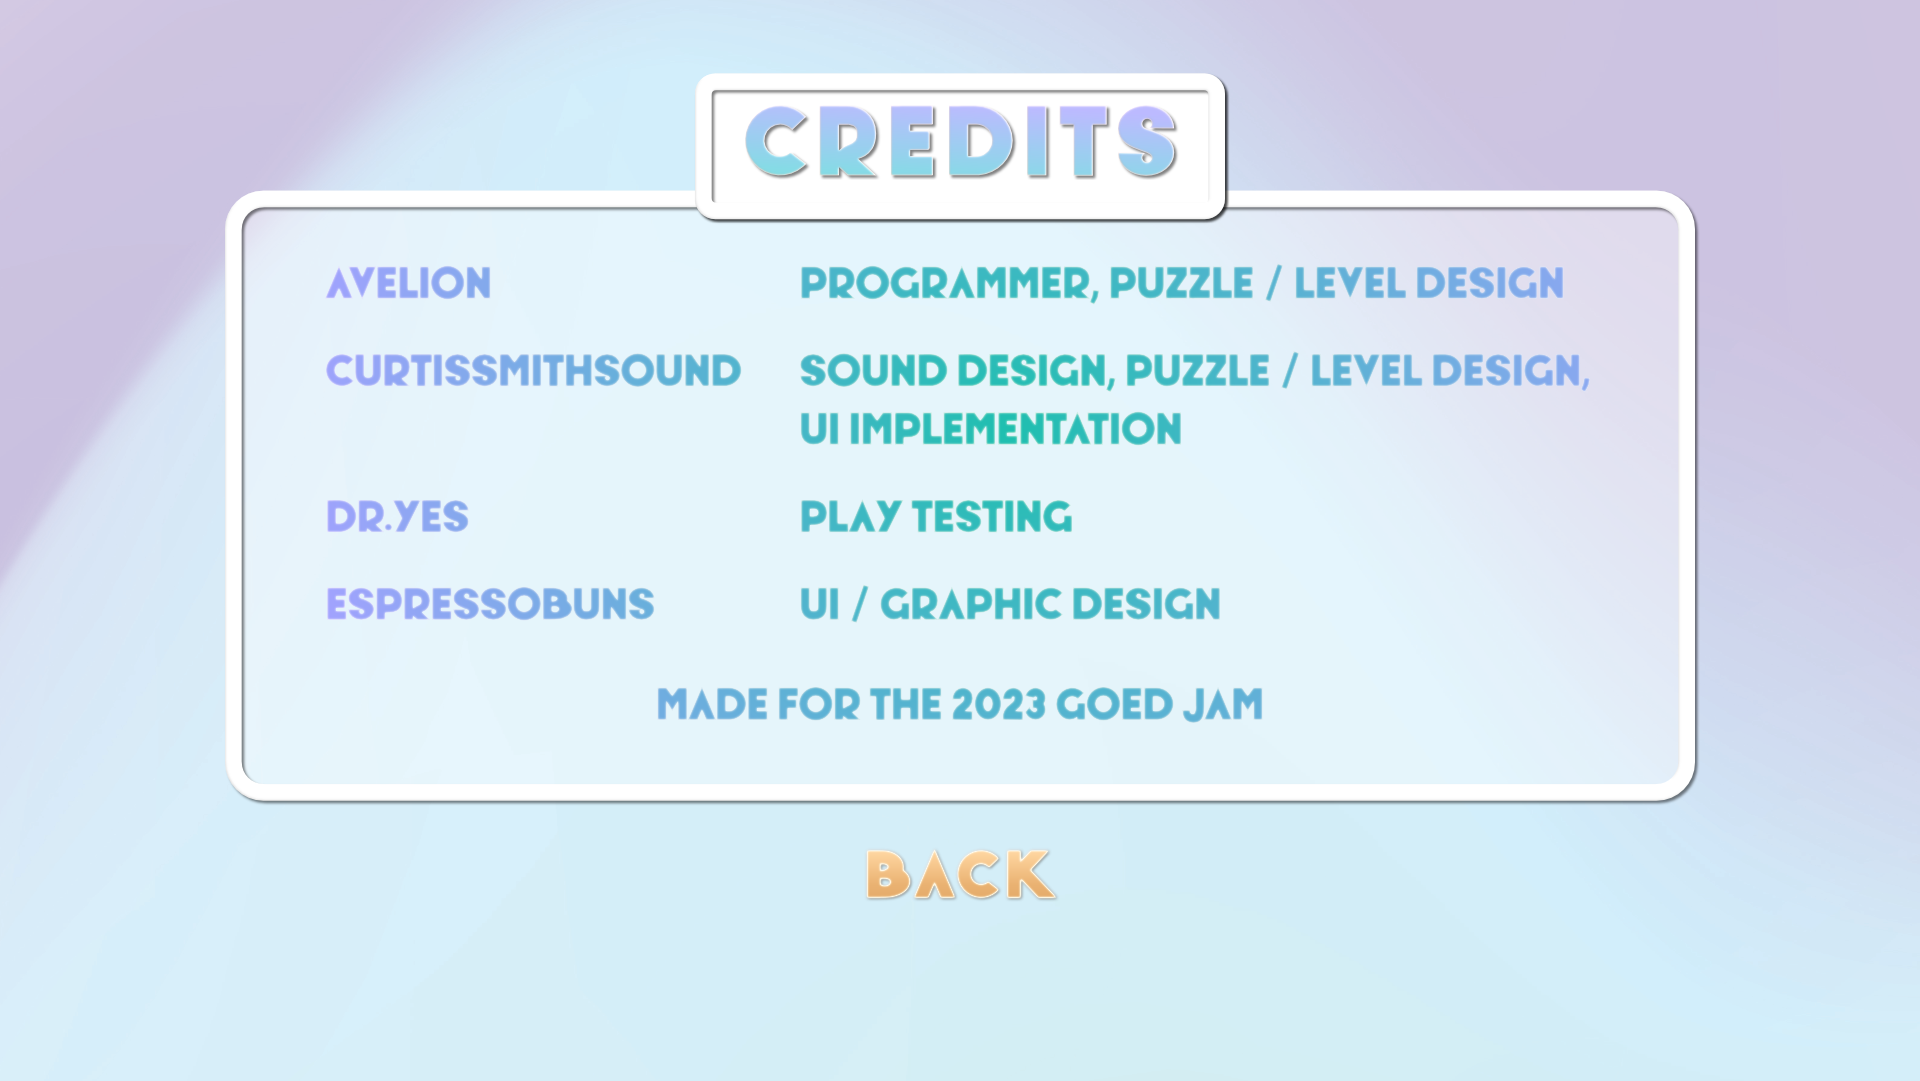 CREDITS
AVELION PROGRAMMER, PUZZLE / LEVEL DESIGN
CURTISSMITHSOUND SOUND DESIGN, PUZZLE / LEVEL DESIGN,
UI IMPLEMENTATION
DR.YES PLAY TESTING
ESPRESSOBUNS UI / GRAPHIC DESIGN
MADE FOR THE 2023 GOED JAM
BACK